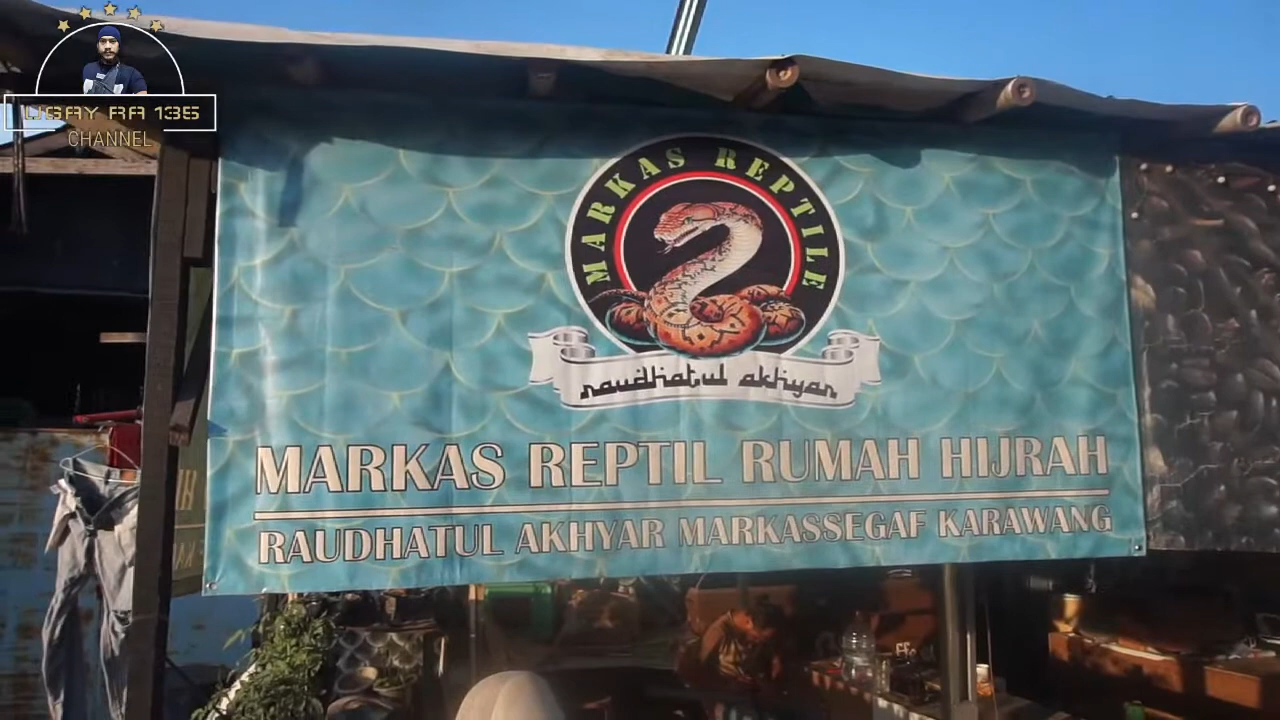 USAY RA 135
CHANNEL
MARKAS REPTILE
raudhatul akhyar
MARKAS REPTIL RUMAH HIJRAH
RAUDHATUL AKHYAR MARKASSEGAF KARAWANG